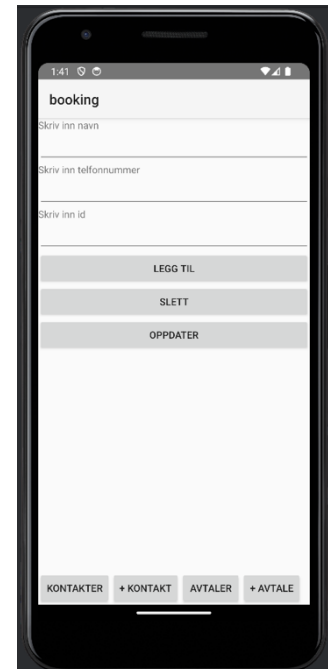 1:41
booking
Skriv inn navn
Skriv inn telfonnummer
Skriv inn id
LEGG TIL
SLETT
OPPDATER
KONTAKTER + KONTAKT AVTALER + AVTALE